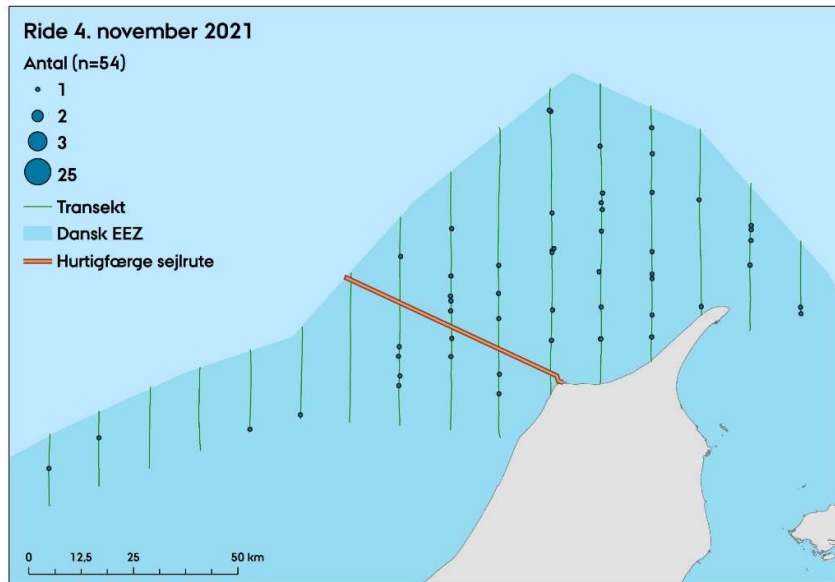 Ride 4. november 2021
Antal (n=54)
1
2
3
25
Transekt
Dansk EEZ
Hurtigfærge sejlrute
0 12,5 25 50 km